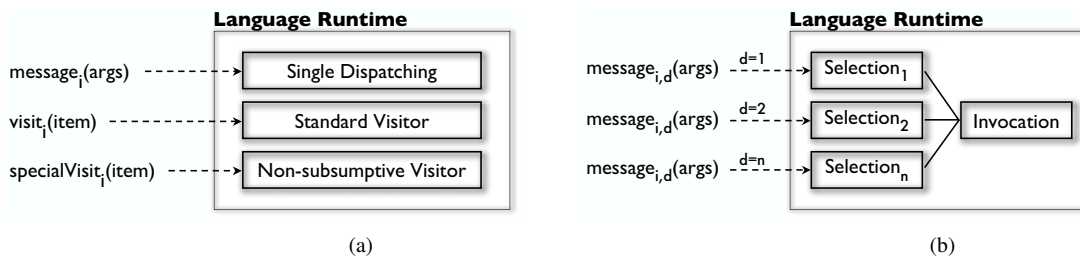 Language Runtime
message_i(args)
Single Dispatching
visit_i(item)
Standard Visitor
specialVisit_i(item)
Non-subsumptive Visitor
(a)
Language Runtime
message_i,d(args)
d=1
Selection_1
message_i,d(args)
d=2
Selection_2
Invocation
message_i,d(args)
d=n
Selection_n
(b)